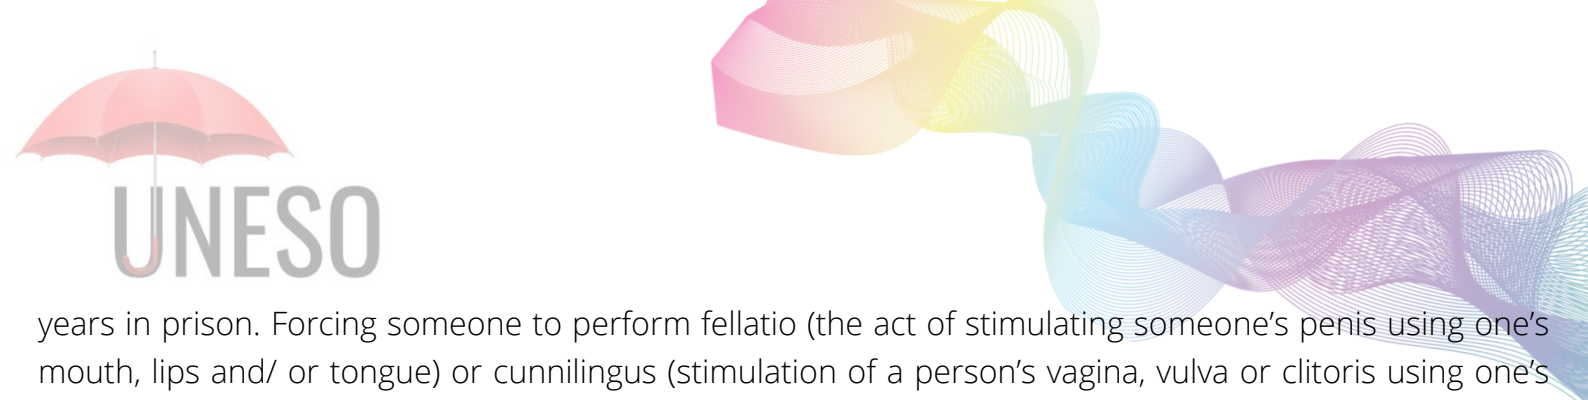 UNESO
years in prison. Forcing someone to perform fellatio (the act of stimulating someone’s penis using one’s
mouth, lips and/ or tongue) or cunnilingus (stimulation of a person’s vagina, vulva or clitoris using one’s